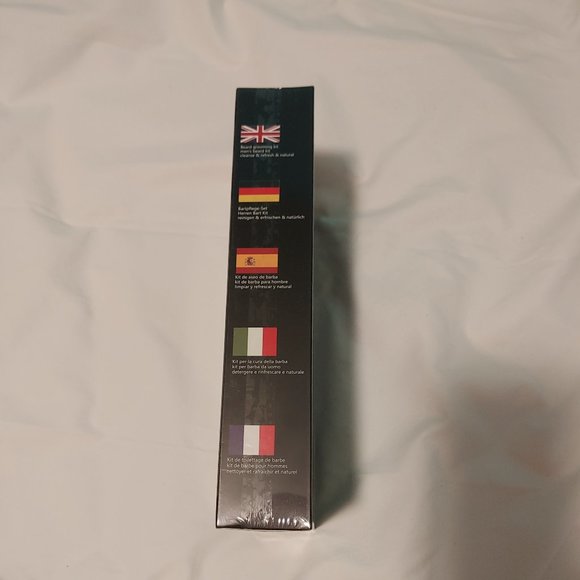 Beard grooming kit
men's beard kit
cleanse & refresh & natural
Bartpflege-Set
Herren Bart Kit
reinigen & erfrischen & natürlich
Kit de aseo de barba
kit de barba para hombre
limpiar y refrescar y natural
Kit per la cura della barba
kit per barba da uomo
detergere e rinfrescare e naturale
Kit de toilettage de barbe
kit de barbe pour hommes
nettoyer et rafraîchir et naturel